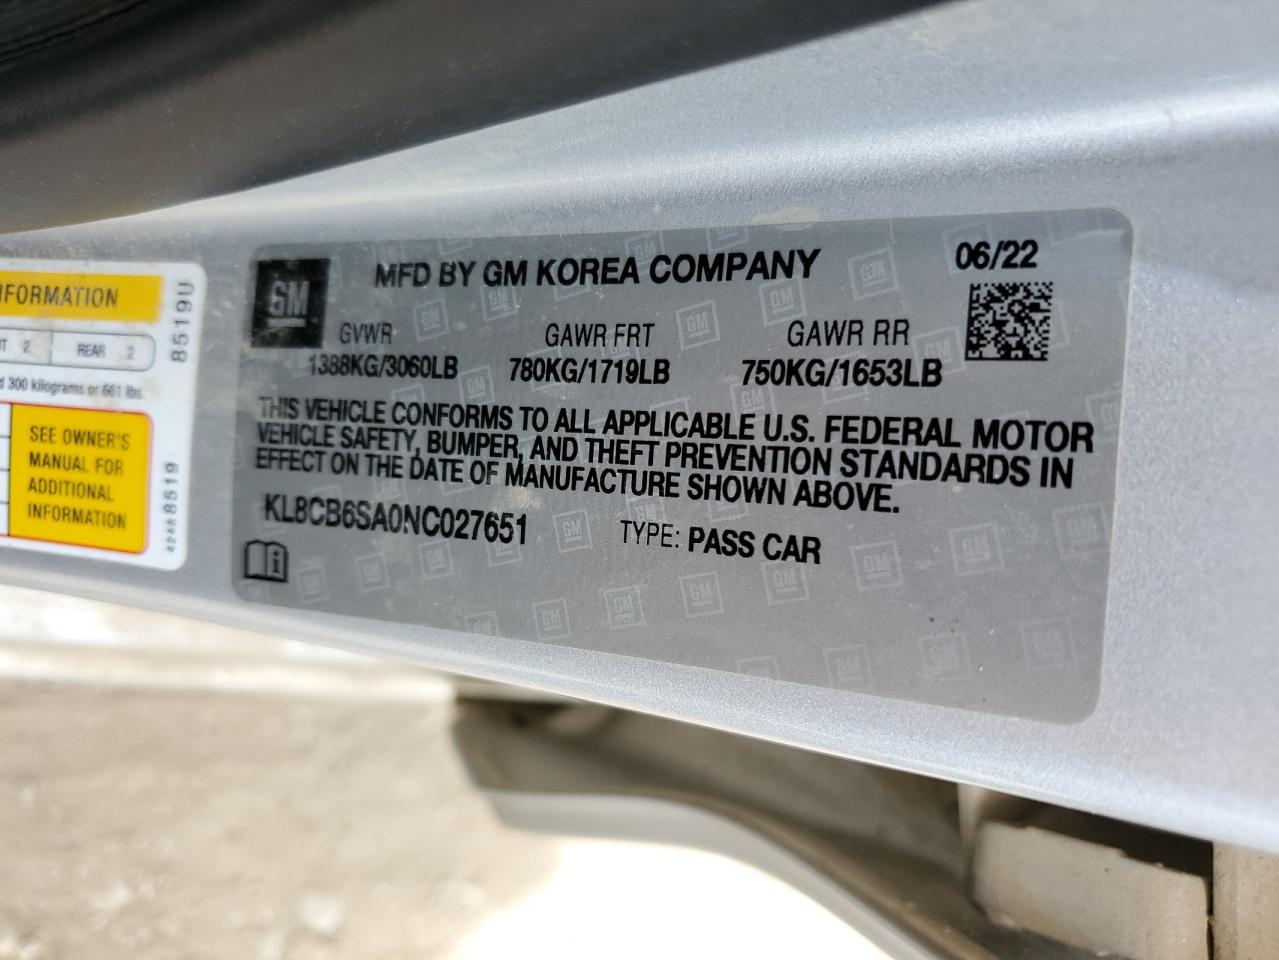 GM
MFD BY GM KOREA COMPANY 06/22
GVWR GAWR FRT GAWR RR
1388KG/3060LB 780KG/1719LB 750KG/1653LB
THIS VEHICLE CONFORMS TO ALL APPLICABLE U.S. FEDERAL MOTOR
VEHICLE SAFETY, BUMPER, AND THEFT PREVENTION STANDARDS IN
EFFECT ON THE DATE OF MANUFACTURE SHOWN ABOVE.
KL8CB6SA0NC027651 TYPE: PASS CAR
NFORMATION
2 REAR 2
300 kilograms or 661 lbs.
SEE OWNER'S
MANUAL FOR
ADDITIONAL
INFORMATION
8519U
8519